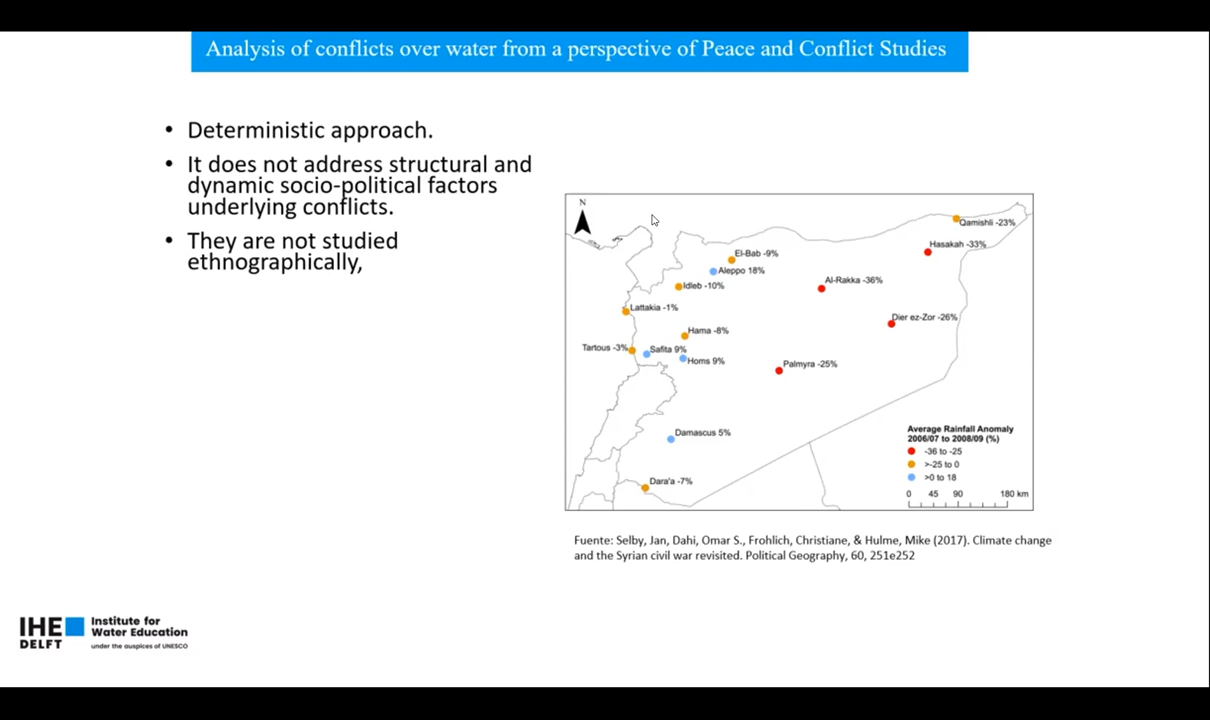 Analysis of conflicts over water from a perspective of Peace and Conflict Studies
• Deterministic approach.
• It does not address structural and
dynamic socio-political factors
underlying conflicts.
• They are not studied
ethnographically,
N
Qamishli -23%
Hasakah -33%
El-Bab -9%
Aleppo 18%
Al-Rakka -36%
Idleb -10%
Lattakia -1%
Dier ez-Zor -26%
Hama -8%
Tartous -3%
Safita 9%
Homs 9%
Palmyra -25%
Damascus 5%
Dara'a -7%
Average Rainfall Anomaly
2006/07 to 2008/09 (%)
-36 to -25
>-25 to 0
>0 to 18
0 45 90 180 km
Fuente: Selby, Jan, Dahi, Omar S., Frohlich, Christiane, & Hulme, Mike (2017). Climate change
and the Syrian civil war revisited. Political Geography, 60, 251e252
IHE
DELFT
Institute for
Water Education
under the auspices of UNESCO